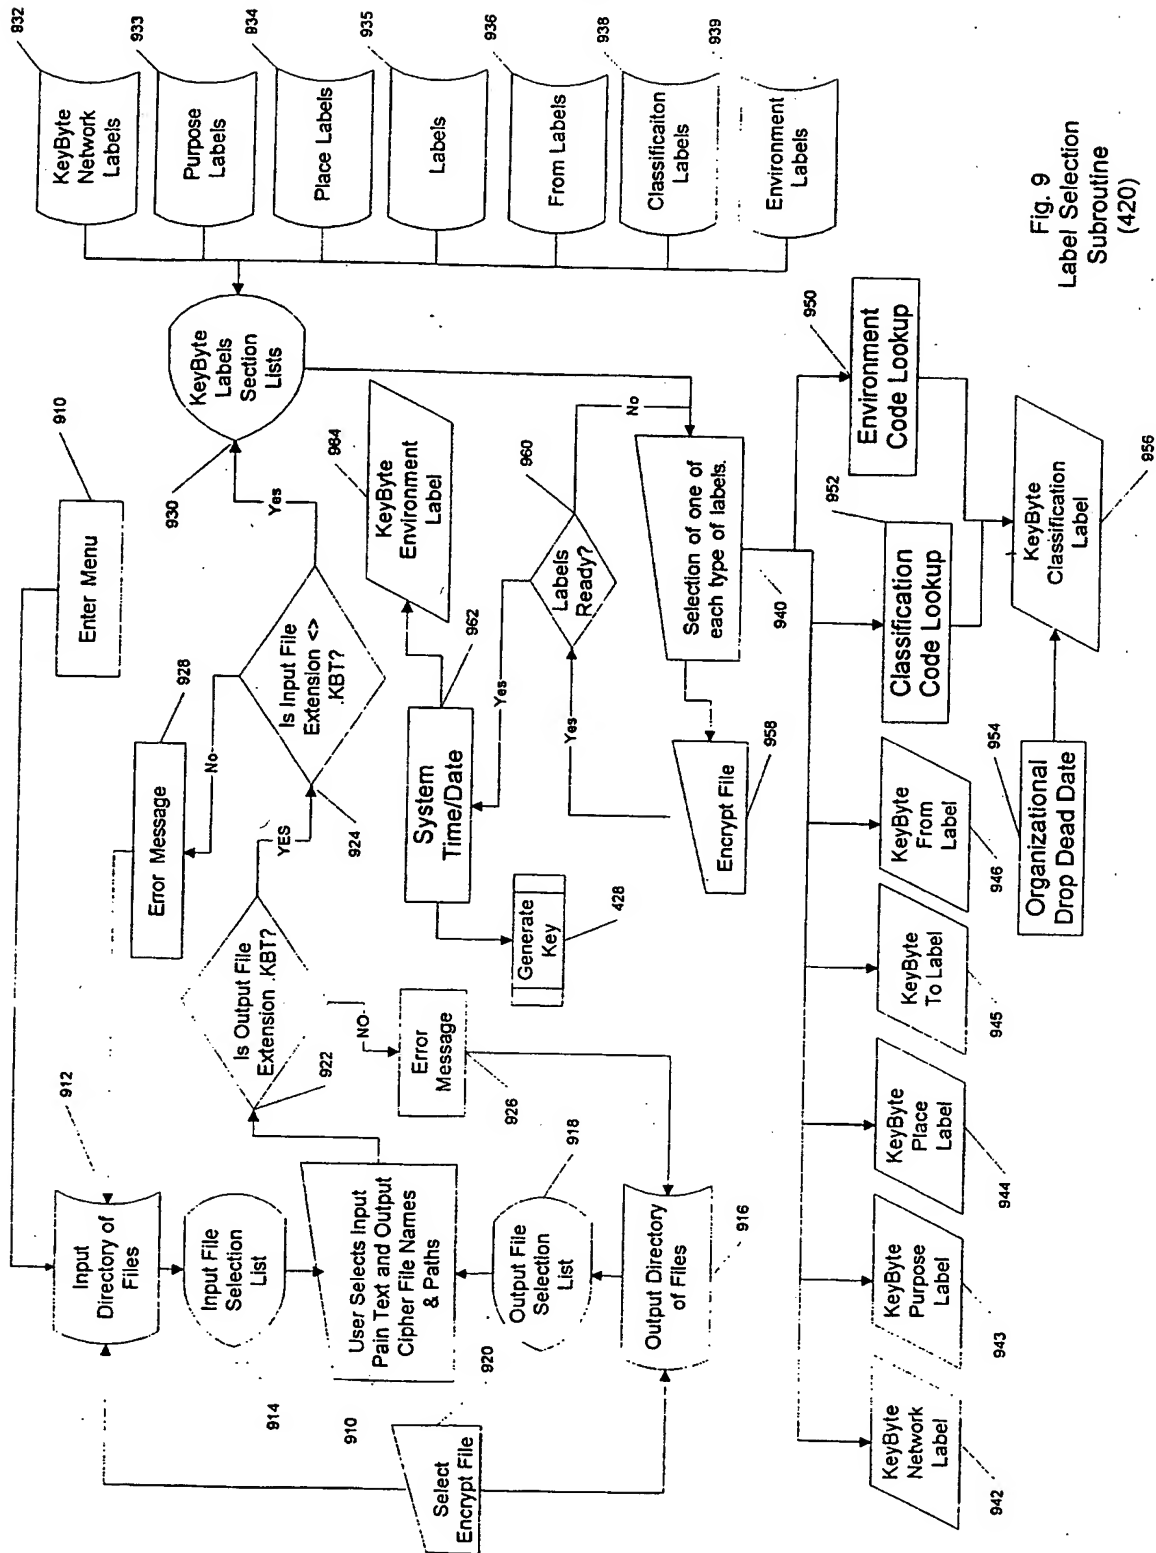 910
Enter Menu
912
Input
Directory of
Files
Input File
Selection
List
914
User Selects Input
Pain Text and Output
Cipher File Names
& Paths
910
920
Output File
Selection
List
918
Output Directory
of Files
916
Select
Encrypt File
Is Output File
Extension .KBT?
922
YES
NO
Error
Message
926
Is Input File
Extension <>
.KBT?
924
No
Yes
Error Message
928
KeyByte
Labels
Section
Lists
930
KeyByte
Network
Labels
932
Purpose
Labels
933
Place Labels
934
Labels
935
From Labels
936
Classificaiton
Labels
938
Environment
Labels
939
KeyByte
Environment
Label
964
System
Time/Date
962
Generate
Key
428
Labels
Ready?
960
Yes
No
Yes
Selection of one of
each type of labels.
940
Encrypt File
958
KeyByte
Network
Label
942
KeyByte
Purpose
Label
943
KeyByte
Place
Label
944
KeyByte
To Label
945
KeyByte
From
Label
946
Classification
Code Lookup
952
Environment
Code Lookup
950
Organizational
Drop Dead Date
954
KeyByte
Classification
Label
956
Fig. 9
Label Selection
Subroutine
(420)